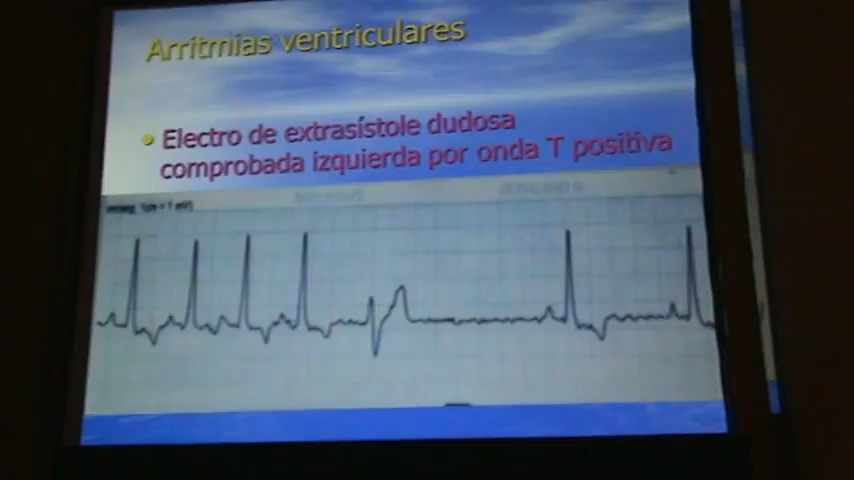 Arritmias ventriculares
Electro de extrasístole dudosa
comprobada izquierda por onda T positiva